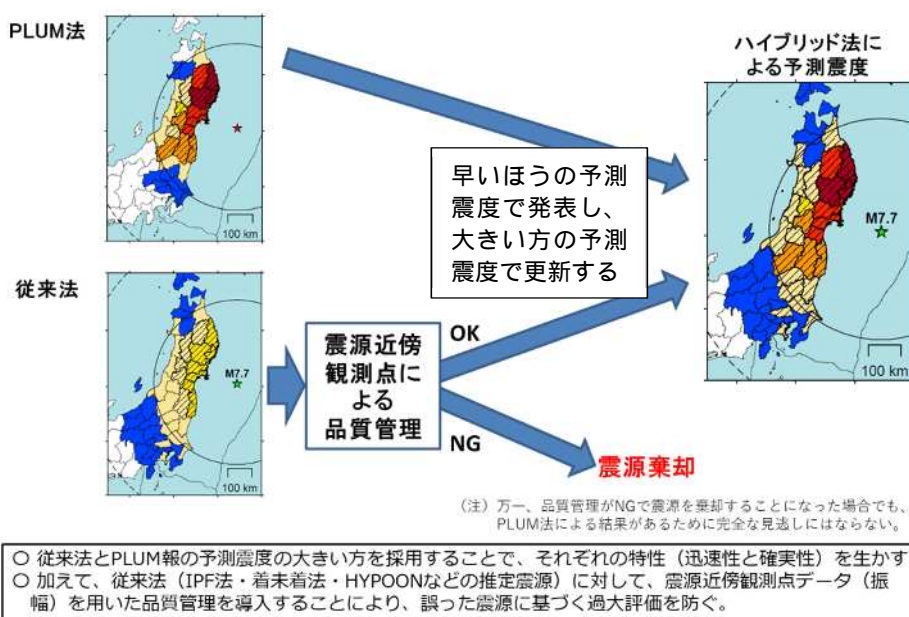 PLUM法
100 km
ハイブリッド法に
よる予測震度
M7.7
100 km
早いほうの予測
震度で発表し、
大きい方の予測
震度で更新する
従来法
M7.7
100 km
震源近傍
観測点に
よる
品質管理
OK
NG
震源棄却
（注）万一、品質管理がNGで震源を棄却することになった場合でも、
PLUM法による結果があるために完全な見逃しにはならない。
○ 従来法とPLUM報の予測震度の大きい方を採用することで、それぞれの特性（迅速性と確実性）を生かす
○ 加えて、従来法（IPF法・着未着法・HYPOONなどの推定震源）に対して、震源近傍観測点データ（振
幅）を用いた品質管理を導入することにより、誤った震源に基づく過大評価を防ぐ。